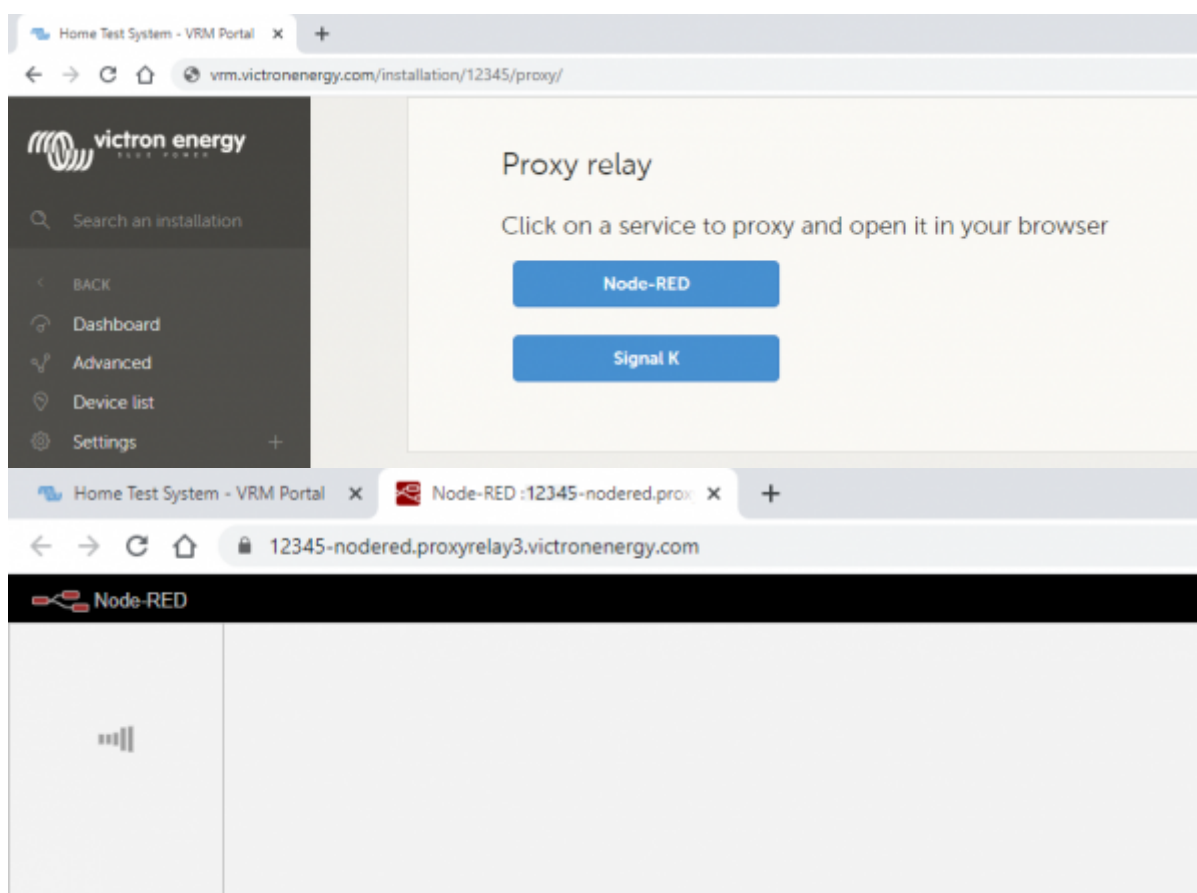 Home Test System - VRM Portal
vrm.victronenergy.com/installation/12345/proxy/
victron energy
BLUE POWER
Search an installation
BACK
Dashboard
Advanced
Device list
Settings
Proxy relay
Click on a service to proxy and open it in your browser
Node-RED
Signal K
Home Test System - VRM Portal
Node-RED :12345-nodered.prox
12345-nodered.proxyrelay3.victronenergy.com
Node-RED